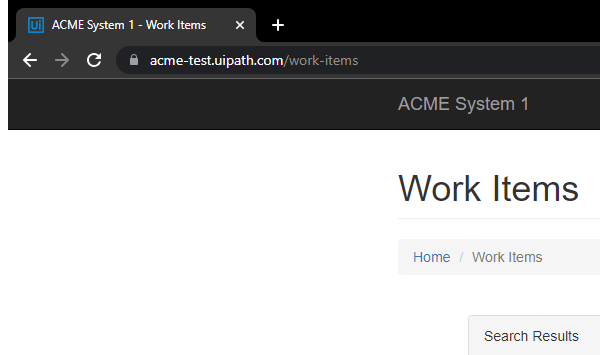 Ui ACME System 1 - Work Items
acme-test.uipath.com/work-items
ACME System 1
Work Items
Home / Work Items
Search Results